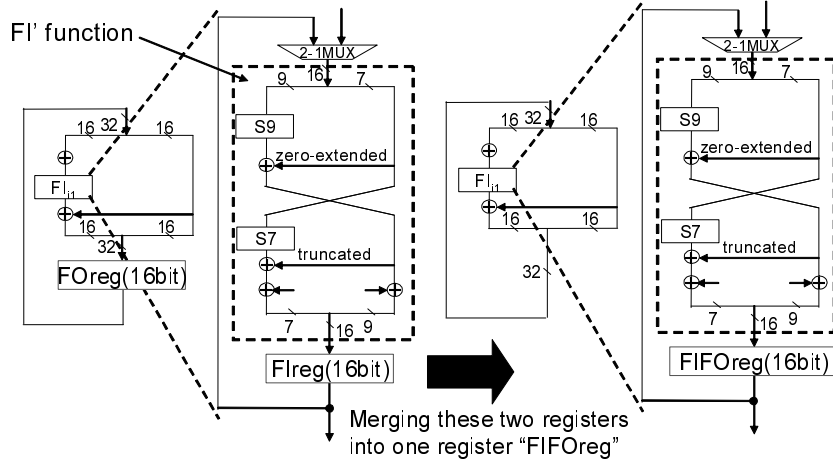 FI' function
2-1MUX
16
9
7
S9
zero-extended
S7
truncated
7
16
9
FIreg(16bit)
32
16
16
FIi1
16
16
32
FOreg(16bit)
2-1MUX
16
9
7
S9
zero-extended
S7
truncated
7
16
9
FIFOreg(16bit)
32
16
16
FIi1
16
16
32
Merging these two registers
into one register “FIFOreg”